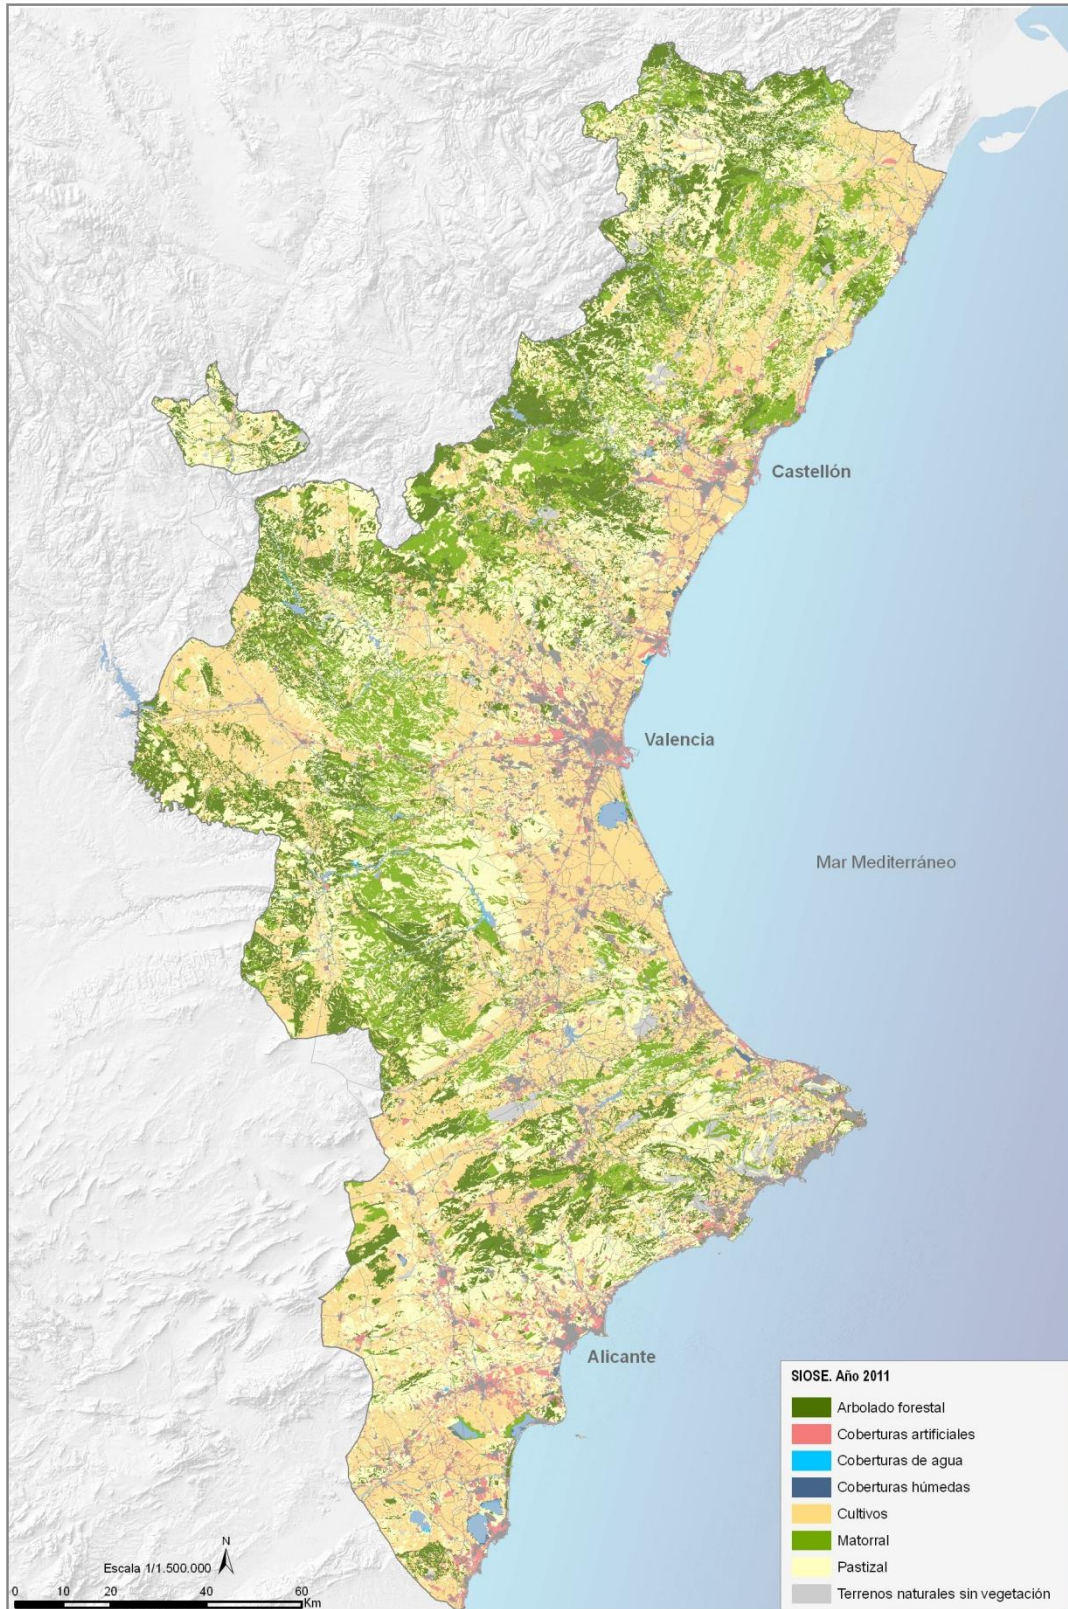 Castellón
Valencia
Mar Mediterráneo
Alicante
SIOSE. Año 2011
Arbolado forestal
Coberturas artificiales
Coberturas de agua
Coberturas húmedas
Cultivos
Matorral
Pastizal
Terrenos naturales sin vegetación
N
Escala 1/1.500.000
0 10 20 40 60
Km